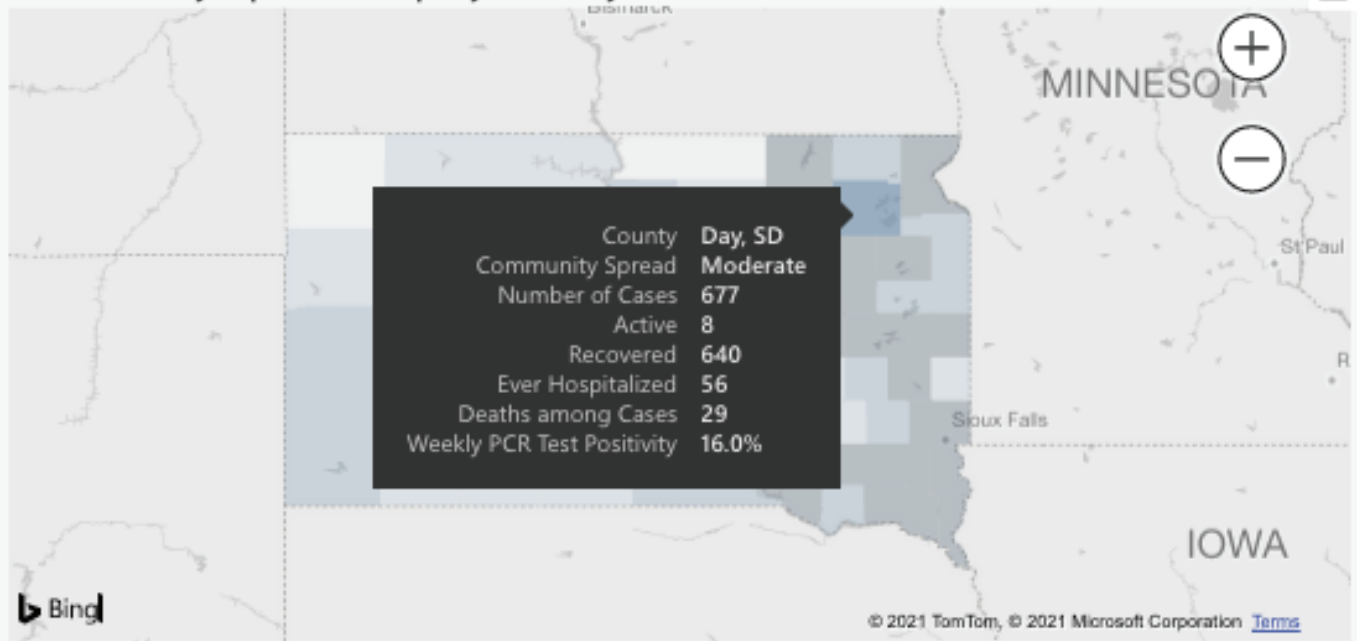 Bismarck
MINNESOTA
County Day, SD
Community Spread Moderate
Number of Cases 677
Active 8
Recovered 640
Ever Hospitalized 56
Deaths among Cases 29
Weekly PCR Test Positivity 16.0%
St Paul
R
Sioux Falls
IOWA
Bing
© 2021 TomTom, © 2021 Microsoft Corporation Terms